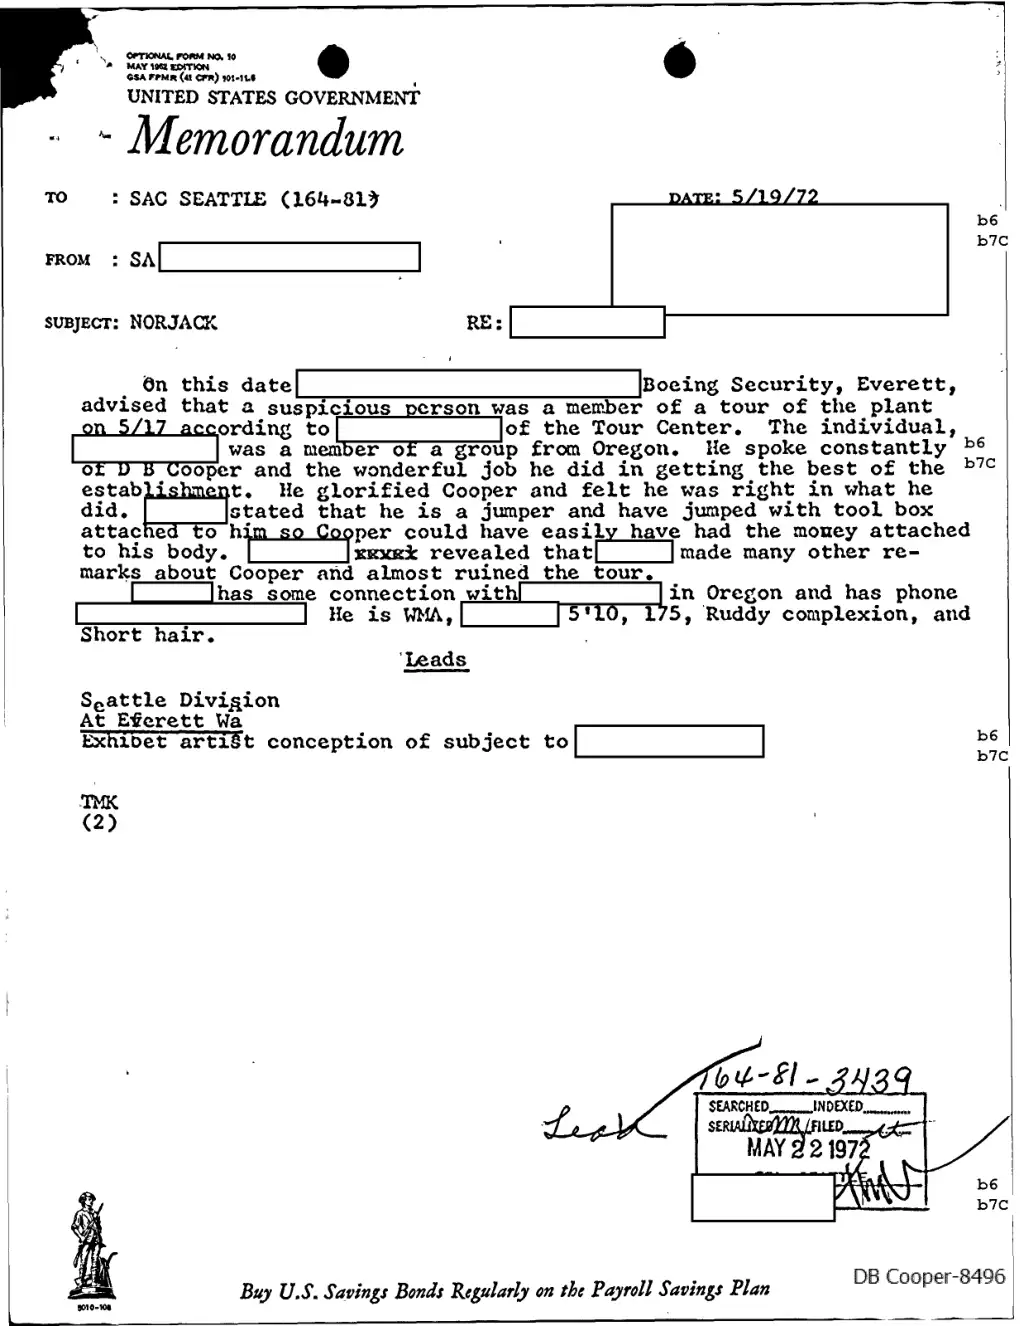 OPTIONAL FORM NO. 10
MAY 1962 EDITION
GSA FPMR (41 CFR) 101-11.6
UNITED STATES GOVERNMENT
Memorandum
TO : SAC SEATTLE (164-81) DATE: 5/19/72
b6
b7C
FROM : SA
SUBJECT: NORJACK RE:
On this date Boeing Security, Everett,
advised that a suspicious person was a member of a tour of the plant
on 5/17 according to of the Tour Center. The individual,
was a member of a group from Oregon. He spoke constantly b6
of D B Cooper and the wonderful job he did in getting the best of the b7C
establishment. He glorified Cooper and felt he was right in what he
did. stated that he is a jumper and have jumped with tool box
attached to him so Cooper could have easily have had the money attached
to his body. revealed that made many other re-
marks about Cooper and almost ruined the tour.
has some connection with in Oregon and has phone
He is WMA, 5'10, 175, Ruddy complexion, and
Short hair.
Leads
Seattle Division
At Everett Wa
Exhibet artist conception of subject to b6
b7C
TMK
(2)
164-81-3439
SEARCHED INDEXED
SERIALIZED FILED
MAY 22 1972
b6
b7C
DB Cooper-8496
Buy U.S. Savings Bonds Regularly on the Payroll Savings Plan
5010-108